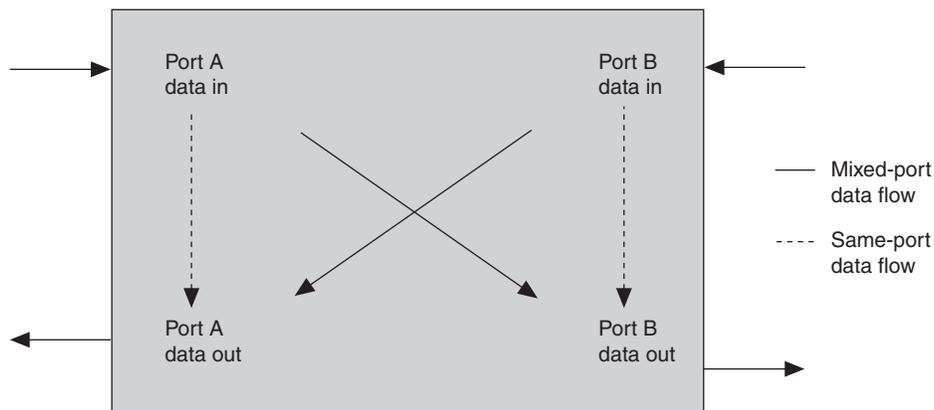 Port A
data in
Port B
data in
Mixed-port
data flow
Same-port
data flow
Port A
data out
Port B
data out